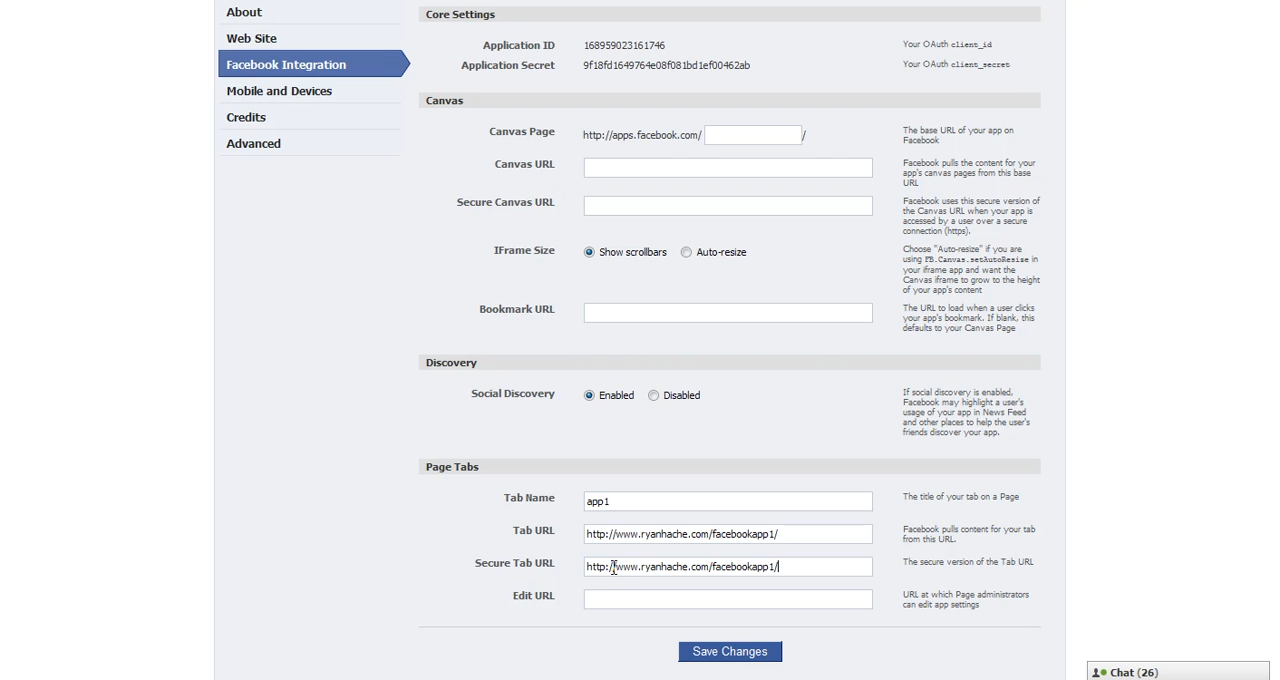 About
Web Site
Facebook Integration
Mobile and Devices
Credits
Advanced
Core Settings
Application ID 168959023161746 Your OAuth client_id
Application Secret 9f18fd1649764e08f081bd1ef00462ab Your OAuth client_secret
Canvas
Canvas Page http://apps.facebook.com/ / The base URL of your app on
Facebook
Canvas URL Facebook pulls the content for your
app's canvas pages from this base
URL
Secure Canvas URL Facebook uses this secure version of
the Canvas URL when your app is
accessed by a user over a secure
connection (https).
IFrame Size Show scrollbars Auto-resize Choose "Auto-resize" if you are
using FB.Canvas.setAutoResize in
your iframe app and want the
Canvas iframe to grow to the height
of your app's content
Bookmark URL The URL to load when a user clicks
your app's bookmark. If blank, this
defaults to your Canvas Page
Discovery
Social Discovery Enabled Disabled If social discovery is enabled,
Facebook may highlight a user's
usage of your app in News Feed
and other places to help the user's
friends discover your app.
Page Tabs
Tab Name app1 The title of your tab on a Page
Tab URL http://www.ryanhache.com/facebookapp1/ Facebook pulls content for your tab
from this URL.
Secure Tab URL http://www.ryanhache.com/facebookapp1/ The secure version of the Tab URL
Edit URL URL at which Page administrators
can edit app settings
Save Changes
Chat (26)